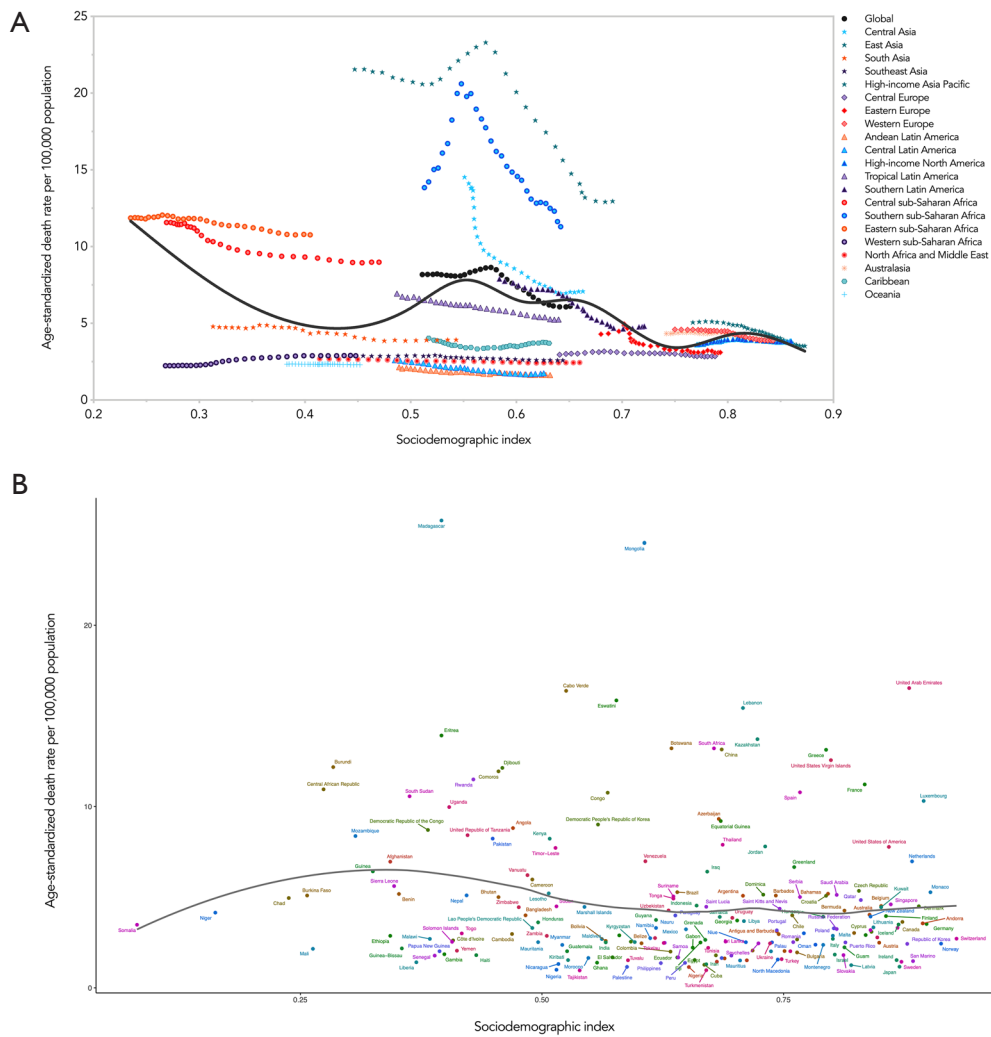 A
Age-standardized death rate per 100,000 population
25
20
15
10
5
0
0.2
0.3
0.4
0.5
0.6
0.7
0.8
0.9
Sociodemographic index
Global
Central Asia
East Asia
South Asia
Southeast Asia
High-income Asia Pacific
Central Europe
Eastern Europe
Western Europe
Andean Latin America
Central Latin America
High-income North America
Tropical Latin America
Southern Latin America
Central sub-Saharan Africa
Southern sub-Saharan Africa
Eastern sub-Saharan Africa
Western sub-Saharan Africa
North Africa and Middle East
Australasia
Caribbean
Oceania
B
Age-standardized death rate per 100,000 population
20
10
0
0.25
0.50
0.75
Sociodemographic index
Madagascar
Mongolia
Cabo Verde
Eswatini
United Arab Emirates
Lebanon
Eritrea
Kazakhstan
Botswana
South Africa
China
Greece
United States Virgin Islands
Burundi
Djibouti
Comoros
Central African Republic
Rwanda
South Sudan
Uganda
Congo
Spain
France
Luxembourg
Mozambique
Democratic Republic of the Congo
United Republic of Tanzania
Angola
Pakistan
Kenya
Timor-Leste
Democratic People's Republic of Korea
Azerbaijan
Equatorial Guinea
Thailand
Jordan
United States of America
Netherlands
Afghanistan
Guinea
Venezuela
Iraq
Greenland
Sierra Leone
Vanuatu
Cameroon
Burkina Faso
Chad
Benin
Nepal
Bhutan
Zimbabwe
Lesotho
Bangladesh
Marshall Islands
Suriname
Tonga
Brazil
Uzbekistan
Indonesia
Saint Lucia
Argentina
Dominica
Saint Kitts and Nevis
Barbados
Serbia
Bahamas
Saudi Arabia
Croatia
Qatar
Czech Republic
Belgium
Kuwait
Monaco
Singapore
Denmark
Bermuda
Australia
New Zealand
Niger
Somalia
Mali
Lao People's Democratic Republic
Honduras
Guyana
Nauru
Mexico
Namibia
Belize
Grenada
Jamaica
Georgia
Uruguay
Libya
Portugal
Chile
Russian Federation
Lithuania
Finland
Andorra
Canada
Solomon Islands
Togo
Côte d'Ivoire
Malawi
Ethiopia
Papua New Guinea
Yemen
Cambodia
Zambia
Myanmar
Mauritania
Bolivia
Kyrgyzstan
Maldives
India
Colombia
Gabon
Samoa
Niue
Antigua and Barbuda
Romania
Poland
Malta
Cyprus
Iceland
Germany
Switzerland
Republic of Korea
Norway
Guinea-Bissau
Senegal
Gambia
Haiti
Liberia
Kiribati
Guatemala
El Salvador
Tuvalu
Ecuador
Egypt
Tunisia
Seychelles
Ukraine
Palau
Oman
Italy
Puerto Rico
Austria
Nicaragua
Morocco
Ghana
Nigeria
Tajikistan
Palestine
Philippines
Fiji
Peru
Algeria
Turkmenistan
Iran
Cuba
Mauritius
North Macedonia
Turkey
Bulgaria
Montenegro
Israel
Slovakia
Guam
Latvia
Ireland
Japan
Sweden
San Marino